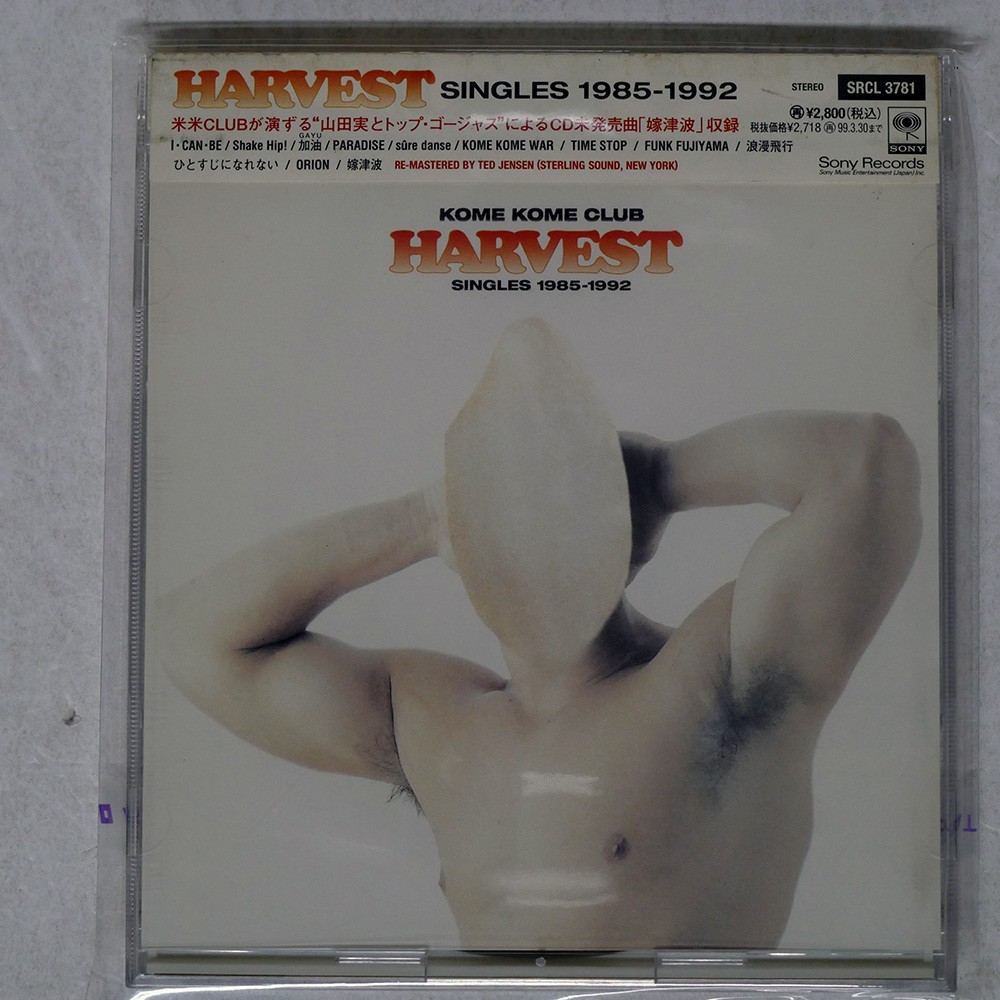 HARVEST SINGLES 1985-1992
STEREO SRCL 3781
米米CLUBが演ずる“山田実とトップ・ゴージャス”によるCD未発売曲「嫁津波」収録
再 ¥2,800(税込)
税抜価格¥2,718 再 99.3.30まで
GAYU
I・CAN・BE / Shake Hip! / 加油 / PARADISE / sûre danse / KOME KOME WAR / TIME STOP / FUNK FUJIYAMA / 浪漫飛行
ひとすじになれない / ORION / 嫁津波 RE-MASTERED BY TED JENSEN (STERLING SOUND, NEW YORK)
SONY
Sony Records
Sony Music Entertainment (Japan) Inc.
KOME KOME CLUB
HARVEST
SINGLES 1985-1992